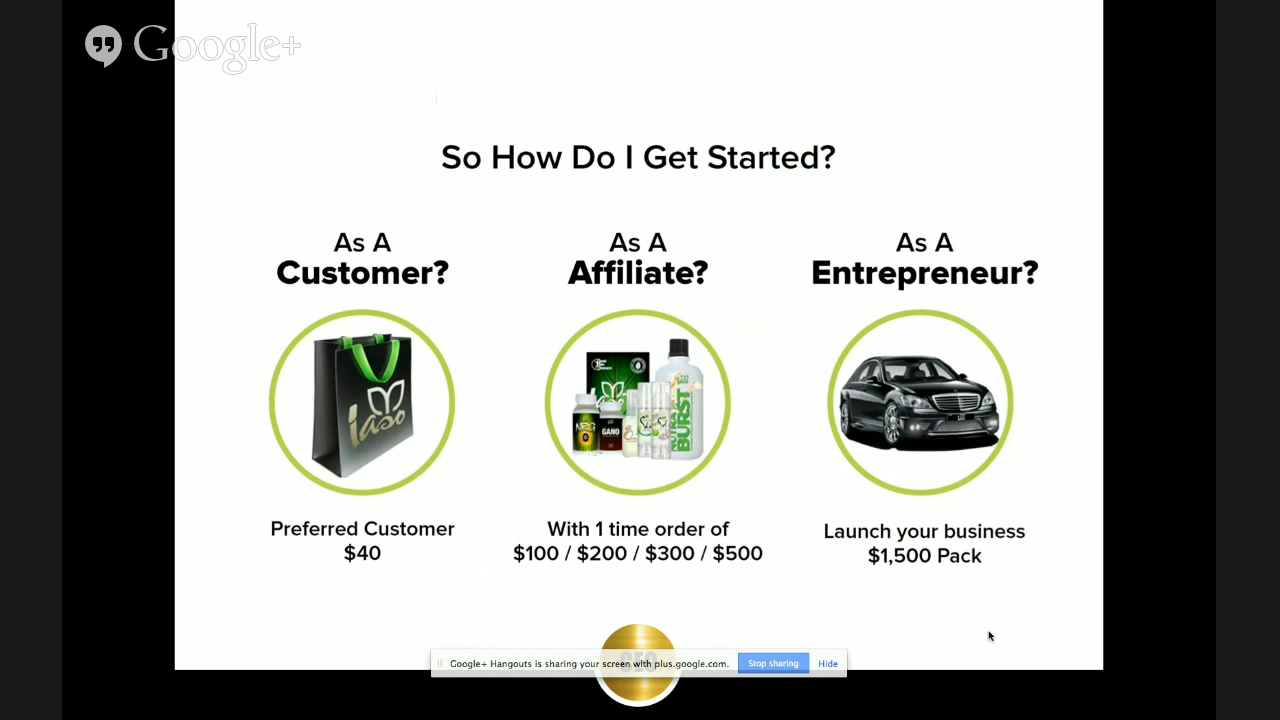 Google+
So How Do I Get Started?
As A
Customer?
As A
Affiliate?
As A
Entrepreneur?
iaso
NRG
GANO
BURST
Preferred Customer
$40
With 1 time order of
$100 / $200 / $300 / $500
Launch your business
$1,500 Pack
CEO
Google+ Hangouts is sharing your screen with plus.google.com.
Stop sharing
Hide